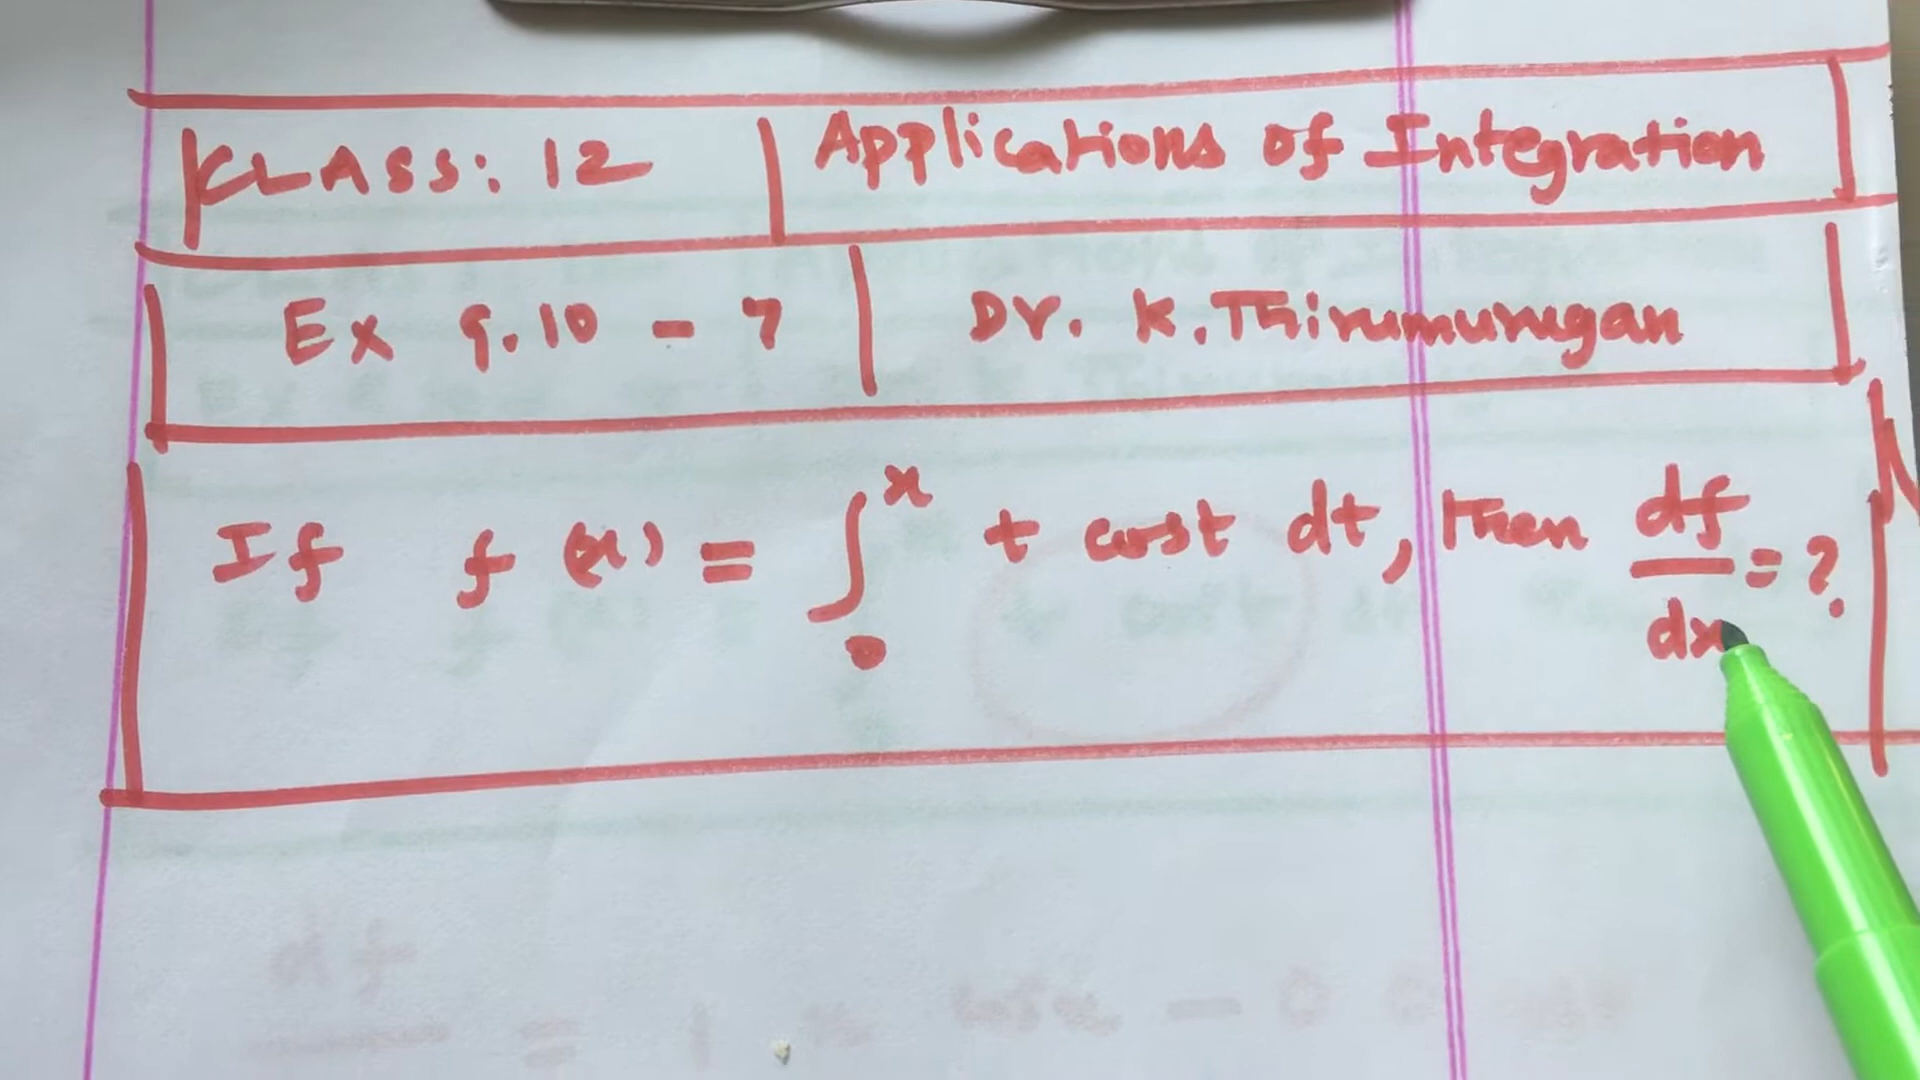 CLASS: 12 | Applications of Integration
Ex 9.10 - 7 | Dr. K. Thirumurugan
If f(x) = ∫₀ˣ t cost dt, then df/dx = ?